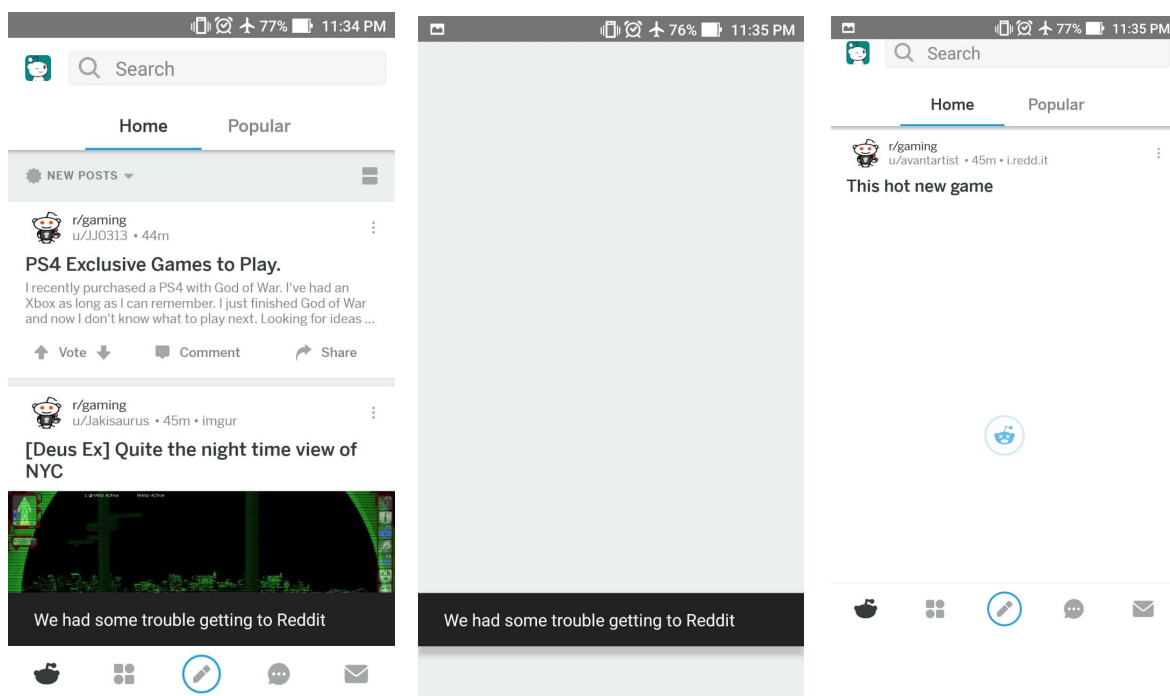 77% 11:34 PM
Search
Home Popular
NEW POSTS
r/gaming
u/JJ0313 • 44m
PS4 Exclusive Games to Play.
I recently purchased a PS4 with God of War. I've had an
Xbox as long as I can remember. I just finished God of War
and now I don't know what to play next. Looking for ideas ...
Vote Comment Share
r/gaming
u/Jakisaurus • 45m • imgur
[Deus Ex] Quite the night time view of
NYC
We had some trouble getting to Reddit
76% 11:35 PM
We had some trouble getting to Reddit
77% 11:35 PM
Search
Home Popular
r/gaming
u/avantartist • 45m • i.redd.it
This hot new game